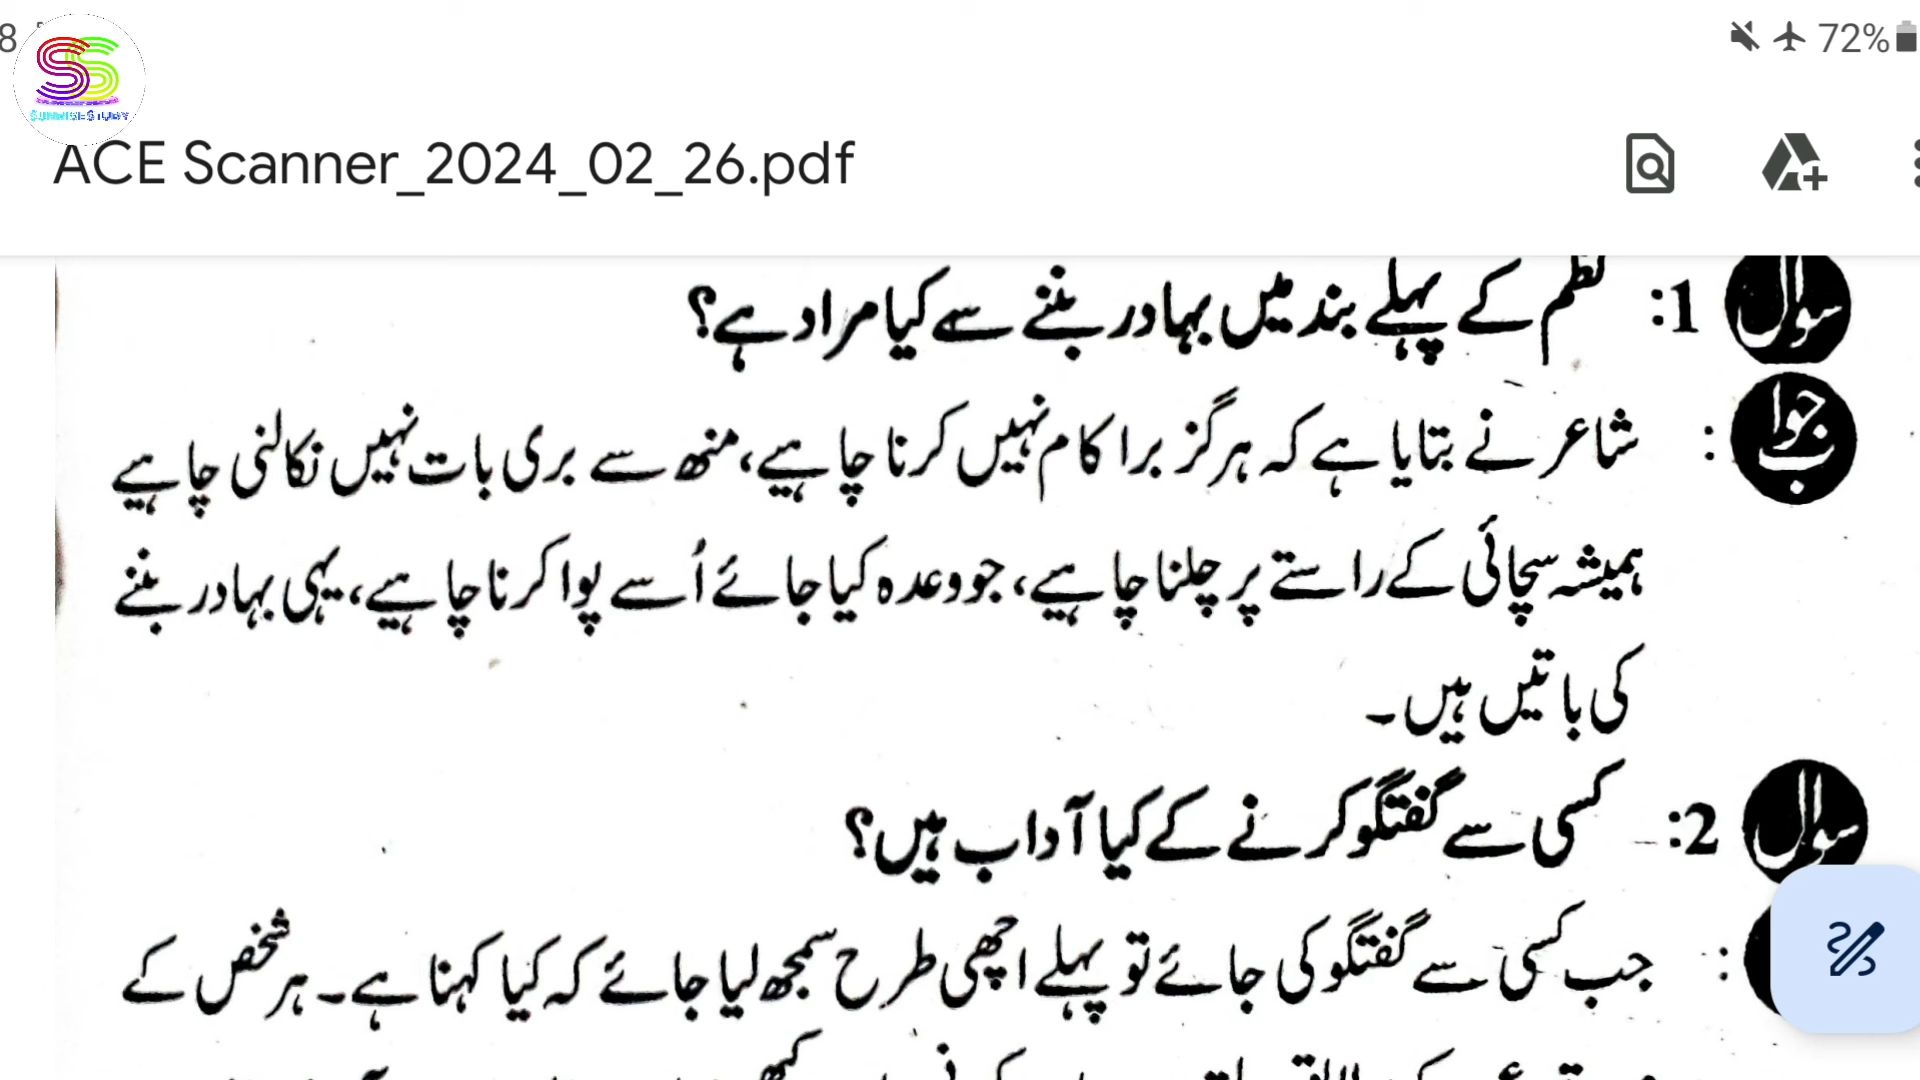 8
SS
SUNRISESTUDY
72%
ACE Scanner_2024_02_26.pdf
سوال 1: نظم کے پہلے بند میں بہادر بننے سے کیا مراد ہے؟
جواب : شاعر نے بتایا ہے کہ ہرگز برا کام نہیں کرنا چاہیے، منھ سے بری بات نہیں نکالنی چاہیے
ہمیشہ سچائی کے راستے پر چلنا چاہیے، جو وعدہ کیا جائے اُسے پوا کرنا چاہیے، یہی بہادر بننے
کی باتیں ہیں۔
سوال 2: کسی سے گفتگو کرنے کے کیا آداب ہیں؟
: جب کسی سے گفتگو کی جائے تو پہلے اچھی طرح سمجھ لیا جائے کہ کیا کہنا ہے۔ ہر شخص کے